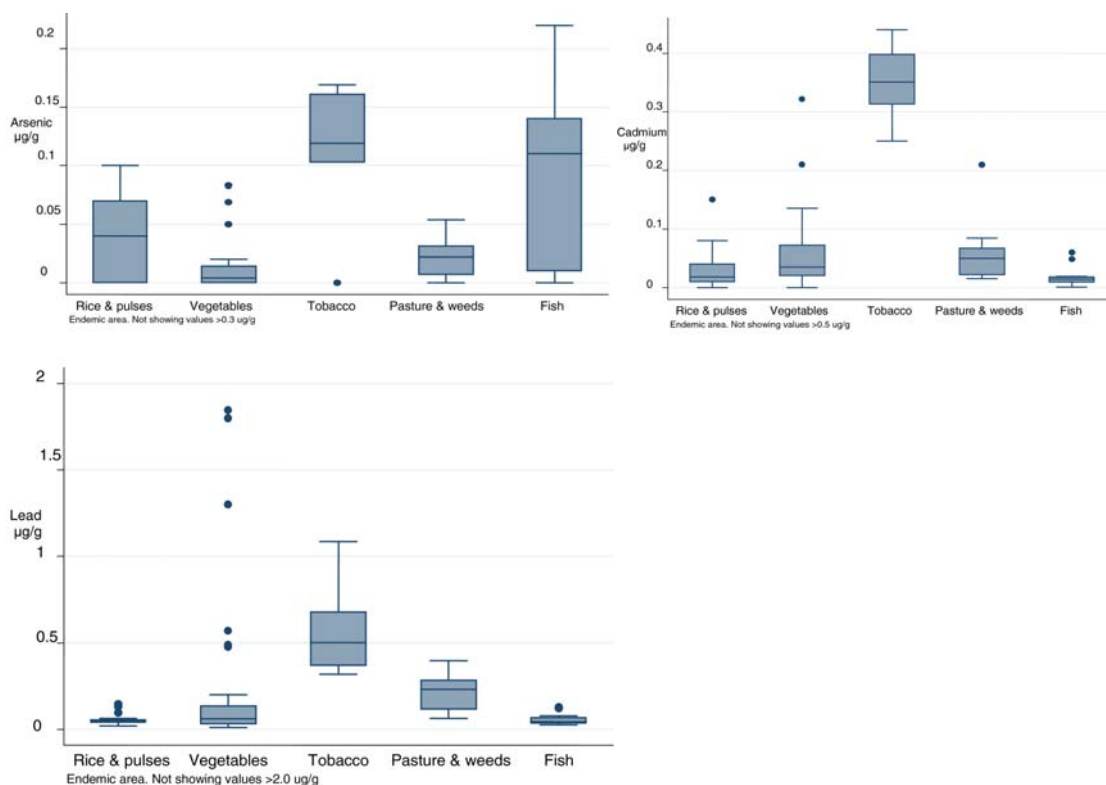 0.2
0.15
Arsenic
µg/g
0.1
0.05
0
Rice & pulses Vegetables Tobacco Pasture & weeds Fish
Endemic area. Not showing values >0.3 ug/g
0.4
0.3
Cadmium
µg/g
0.2
0.1
0
Rice & pulses Vegetables Tobacco Pasture & weeds Fish
Endemic area. Not showing values >0.5 ug/g
2
1.5
Lead
µg/g
1
0.5
0
Rice & pulses Vegetables Tobacco Pasture & weeds Fish
Endemic area. Not showing values >2.0 ug/g